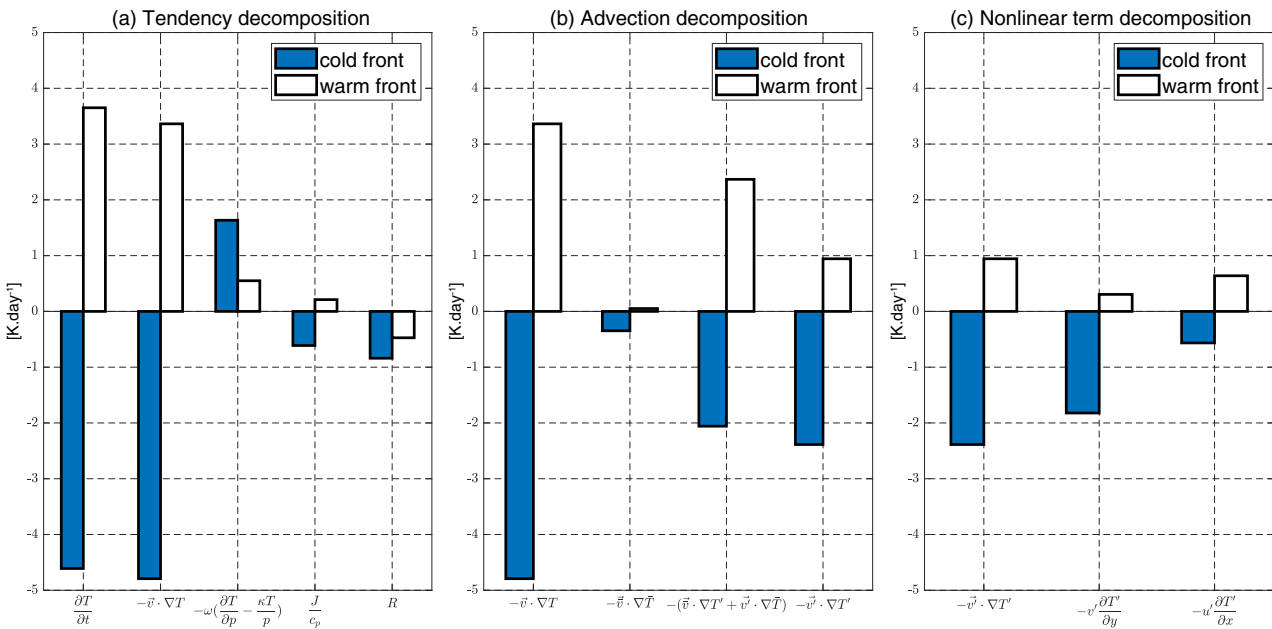 (a) Tendency decomposition
(b) Advection decomposition
(c) Nonlinear term decomposition
5
4
3
2
1
0
-1
-2
-3
-4
-5
[K.day⁻¹]
cold front
warm front
∂T/∂t
-v⃗ · ∇T
-ω(∂T/∂p - κT/p)
J/c_p
R
5
4
3
2
1
0
-1
-2
-3
-4
-5
[K.day⁻¹]
cold front
warm front
-v⃗ · ∇T
-v̄⃗ · ∇T̄
-(v̄⃗ · ∇T′ + v⃗′ · ∇T̄)
-v⃗′ · ∇T′
5
4
3
2
1
0
-1
-2
-3
-4
-5
[K.day⁻¹]
cold front
warm front
-v⃗′ · ∇T′
-v′ ∂T′/∂y
-u′ ∂T′/∂x